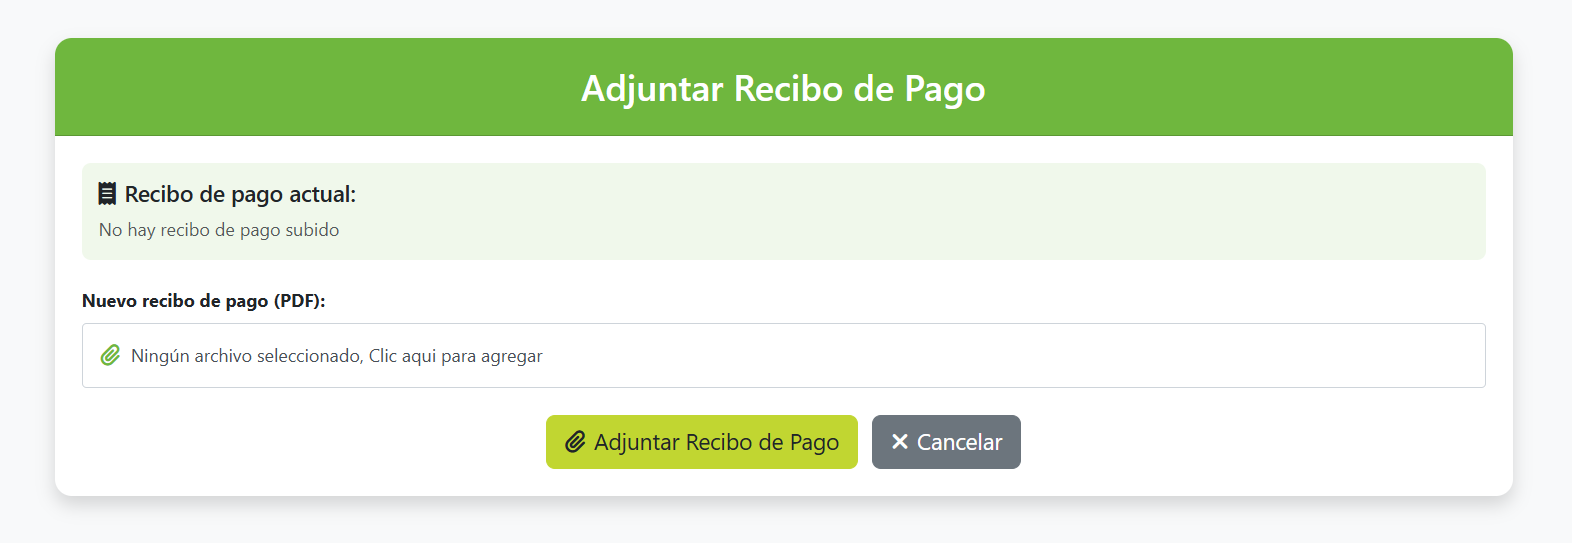 Adjuntar Recibo de Pago
Recibo de pago actual:
No hay recibo de pago subido
Nuevo recibo de pago (PDF):
Ningún archivo seleccionado, Clic aqui para agregar
Adjuntar Recibo de Pago
Cancelar